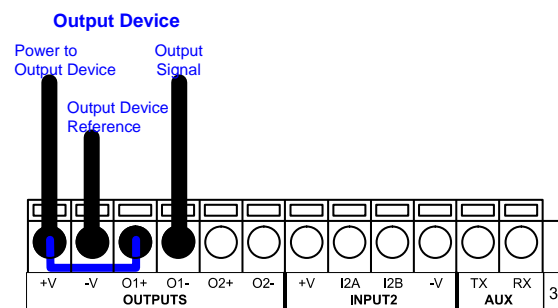 Output Device
Power to
Output Device
Output
Signal
Output Device
Reference
+V -V O1+ O1- O2+ O2- +V I2A I2B -V TX RX
OUTPUTS INPUT2 AUX 3